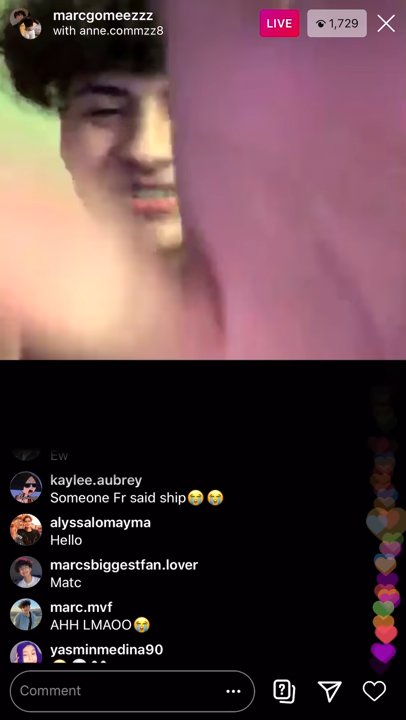 marcgomeezzz
with anne.commzz8
LIVE
1,729
Ew
kaylee.aubrey
Someone Fr said ship😭😭
alyssalomayma
Hello
marcsbiggestfan.lover
Matc
marc.mvf
AHH LMAOO😭
yasminmedina90
Comment